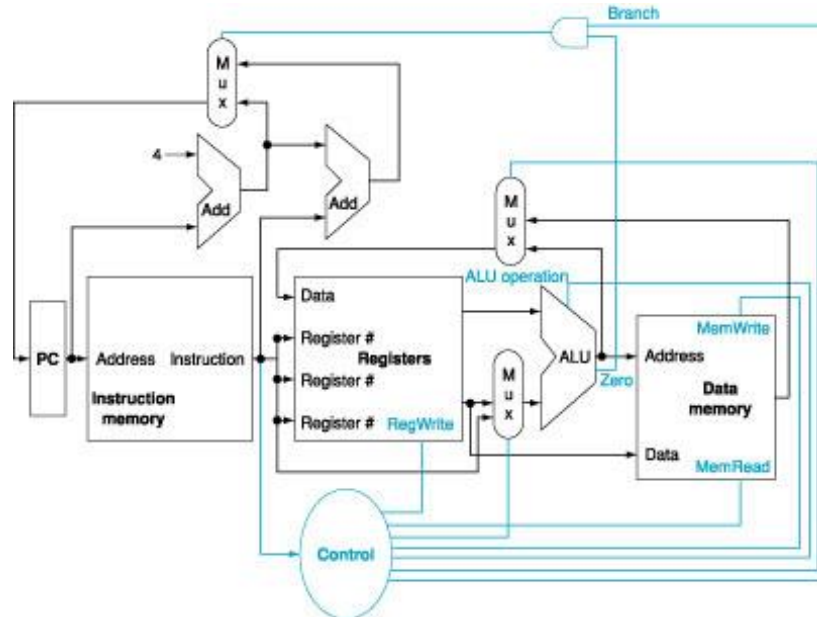 Branch
M
u
x
4
Add
Add
M
u
x
ALU operation
Data
Register #
Registers
Register #
Register #
RegWrite
PC
Address
Instruction
Instruction
memory
M
u
x
ALU
Zero
MemWrite
Address
Data
memory
Data
MemRead
Control